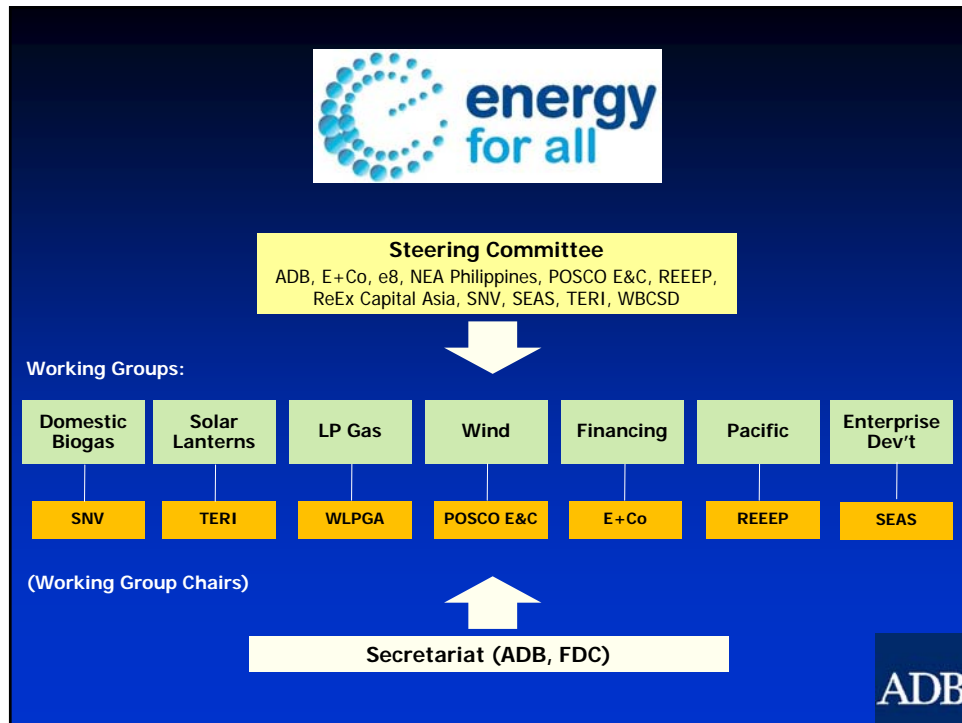 energy
for all
Steering Committee
ADB, E+Co, e8, NEA Philippines, POSCO E&C, REEEP,
ReEx Capital Asia, SNV, SEAS, TERI, WBCSD
Working Groups:
Domestic
Biogas
Solar
Lanterns
LP Gas
Wind
Financing
Pacific
Enterprise
Dev't
SNV
TERI
WLPGA
POSCO E&C
E+Co
REEEP
SEAS
(Working Group Chairs)
Secretariat (ADB, FDC)
ADB